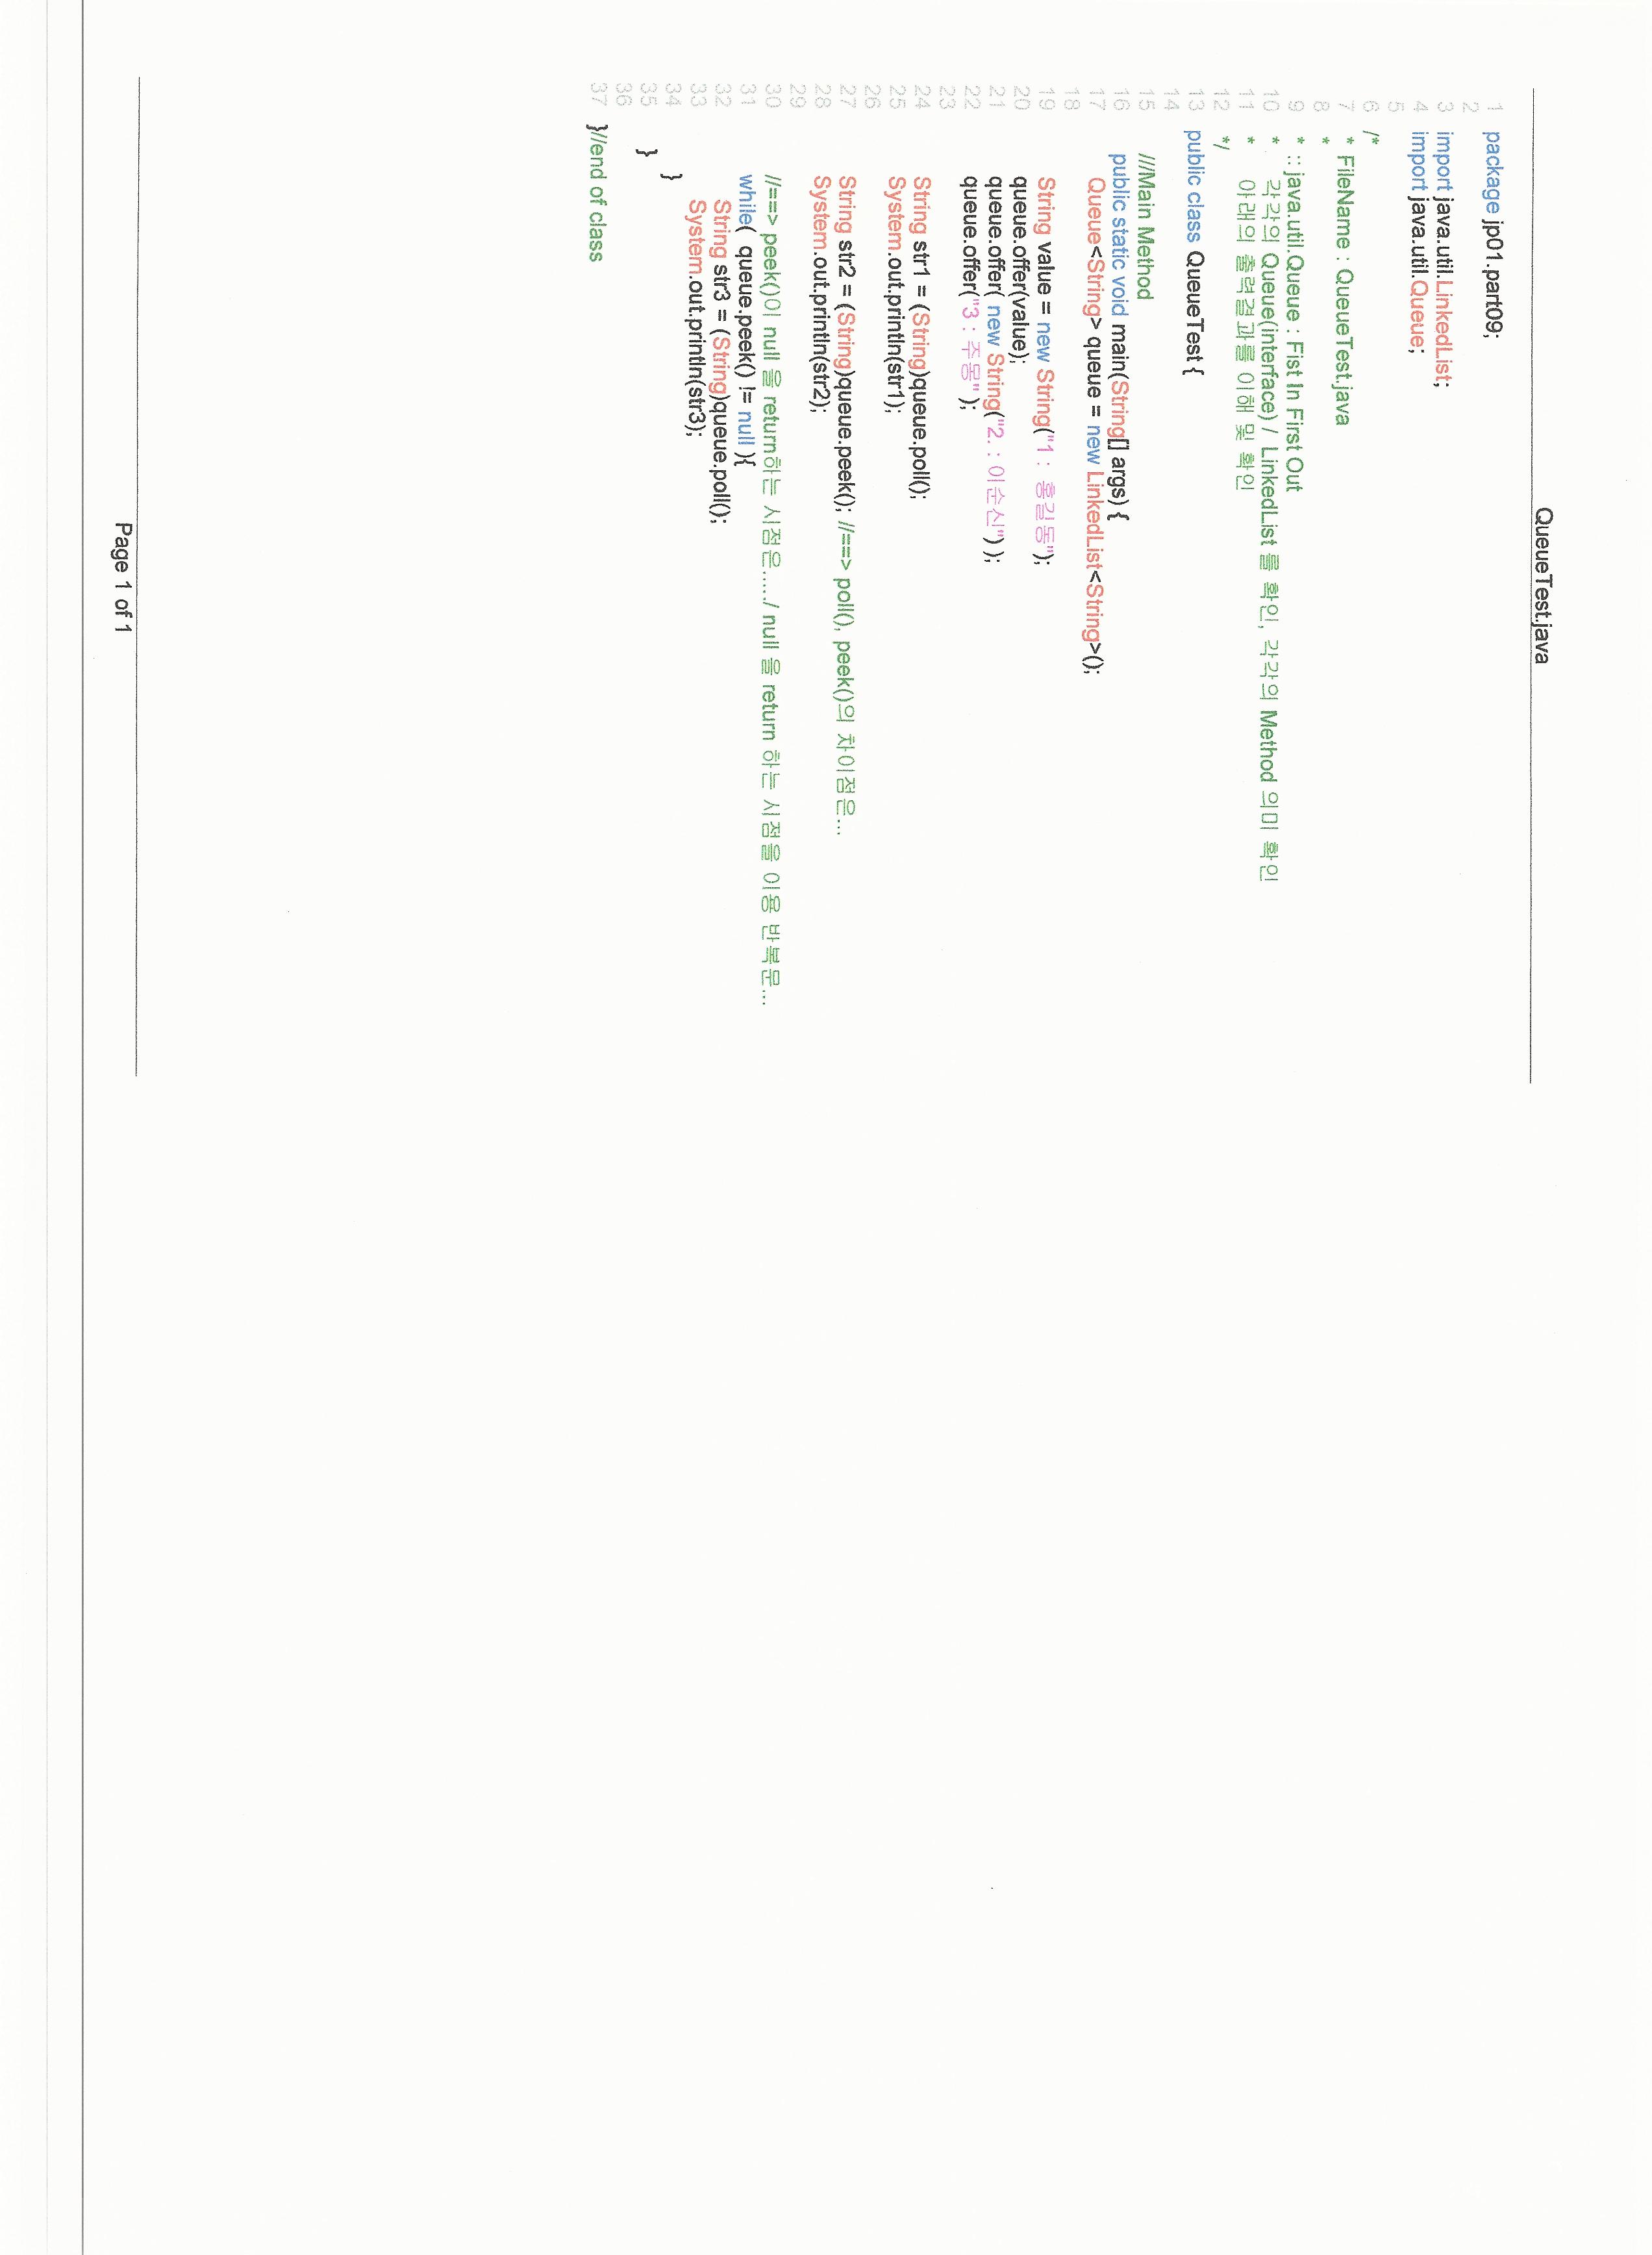 QueueTest.java
1 package jp01.part09;
2
3 import java.util.LinkedList;
4 import java.util.Queue;
5
6 /*
7  * FileName : QueueTest.java
8  *
9  * :: java.util.Queue : Fist In First Out
10  *    각각의 Queue(interface) /  LinkedList 를 확인, 각각의 Method 의미 확인
11  *    아래의 출력결과를 이해 및 확인
12  */
13 public class QueueTest {
14
15     ///Main Method
16     public static void main(String[] args) {
17         Queue<String> queue = new LinkedList<String>();
18
19         String value = new String("1 :  홍길동");
20         queue.offer(value);
21         queue.offer( new String("2. : 이순신") );
22         queue.offer("3 : 주몽" );
23
24         String str1 = (String)queue.poll();
25         System.out.println(str1);
26
27         String str2 = (String)queue.peek(); //==> poll(), peek()의 차이점은...
28         System.out.println(str2);
29
30         //==> peek()이 null 을 return하는 시점은...../ null 을 return 하는 시점을 이용 반복문...
31         while(  queue.peek() != null ){
32             String str3 = (String)queue.poll();
33             System.out.println(str3);
34         }
35     }
36
37 }//end of class
Page 1 of 1